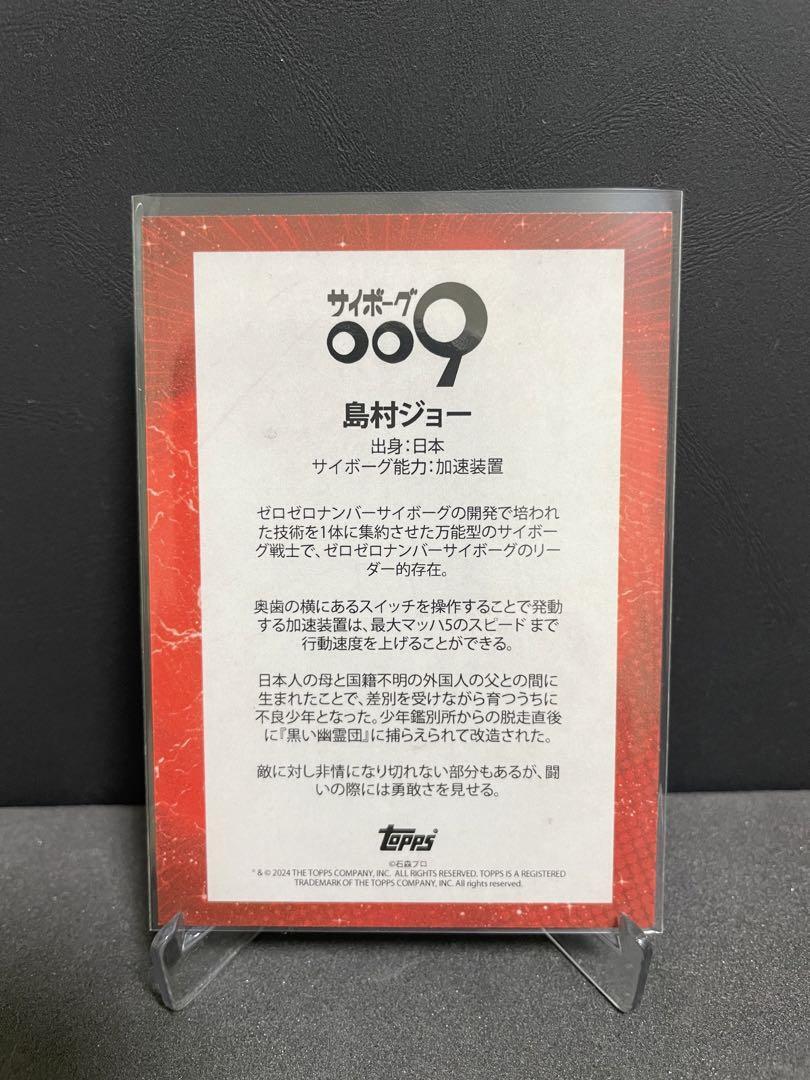 サイボーグ
009
島村ジョー
出身:日本
サイボーグ能力:加速装置
ゼロゼロナンバーサイボーグの開発で培われ
た技術を1体に集約させた万能型のサイボー
グ戦士で、ゼロゼロナンバーサイボーグのリー
ダー的存在。
奥歯の横にあるスイッチを操作することで発動
する加速装置は、最大マッハ5のスピード まで
行動速度を上げることができる。
日本人の母と国籍不明の外国人の父との間に
生まれたことで、差別を受けながら育つうちに
不良少年となった。少年鑑別所からの脱走直後
に『黒い幽霊団』に捕らえられて改造された。
敵に対し非情になり切れない部分もあるが、闘
いの際には勇敢さを見せる。
topps®
©石森プロ
® & © 2024 THE TOPPS COMPANY, INC. ALL RIGHTS RESERVED. TOPPS IS A REGISTERED
TRADEMARK OF THE TOPPS COMPANY, INC. All rights reserved.